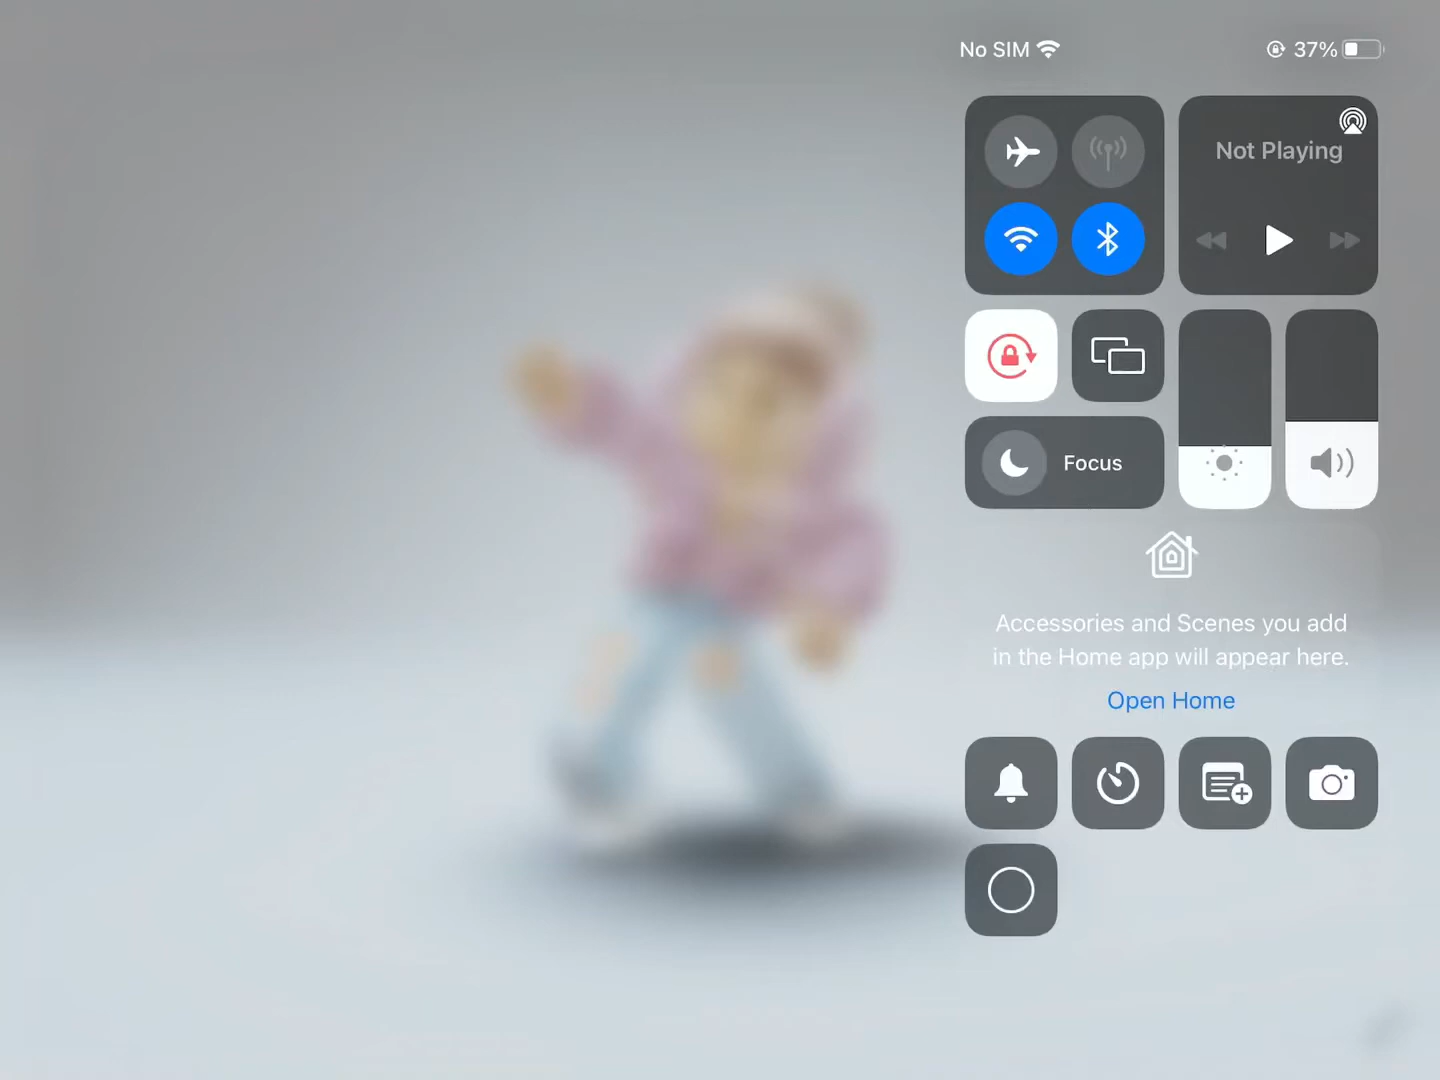 No SIM
37%
Not Playing
Focus
Accessories and Scenes you add
in the Home app will appear here.
Open Home